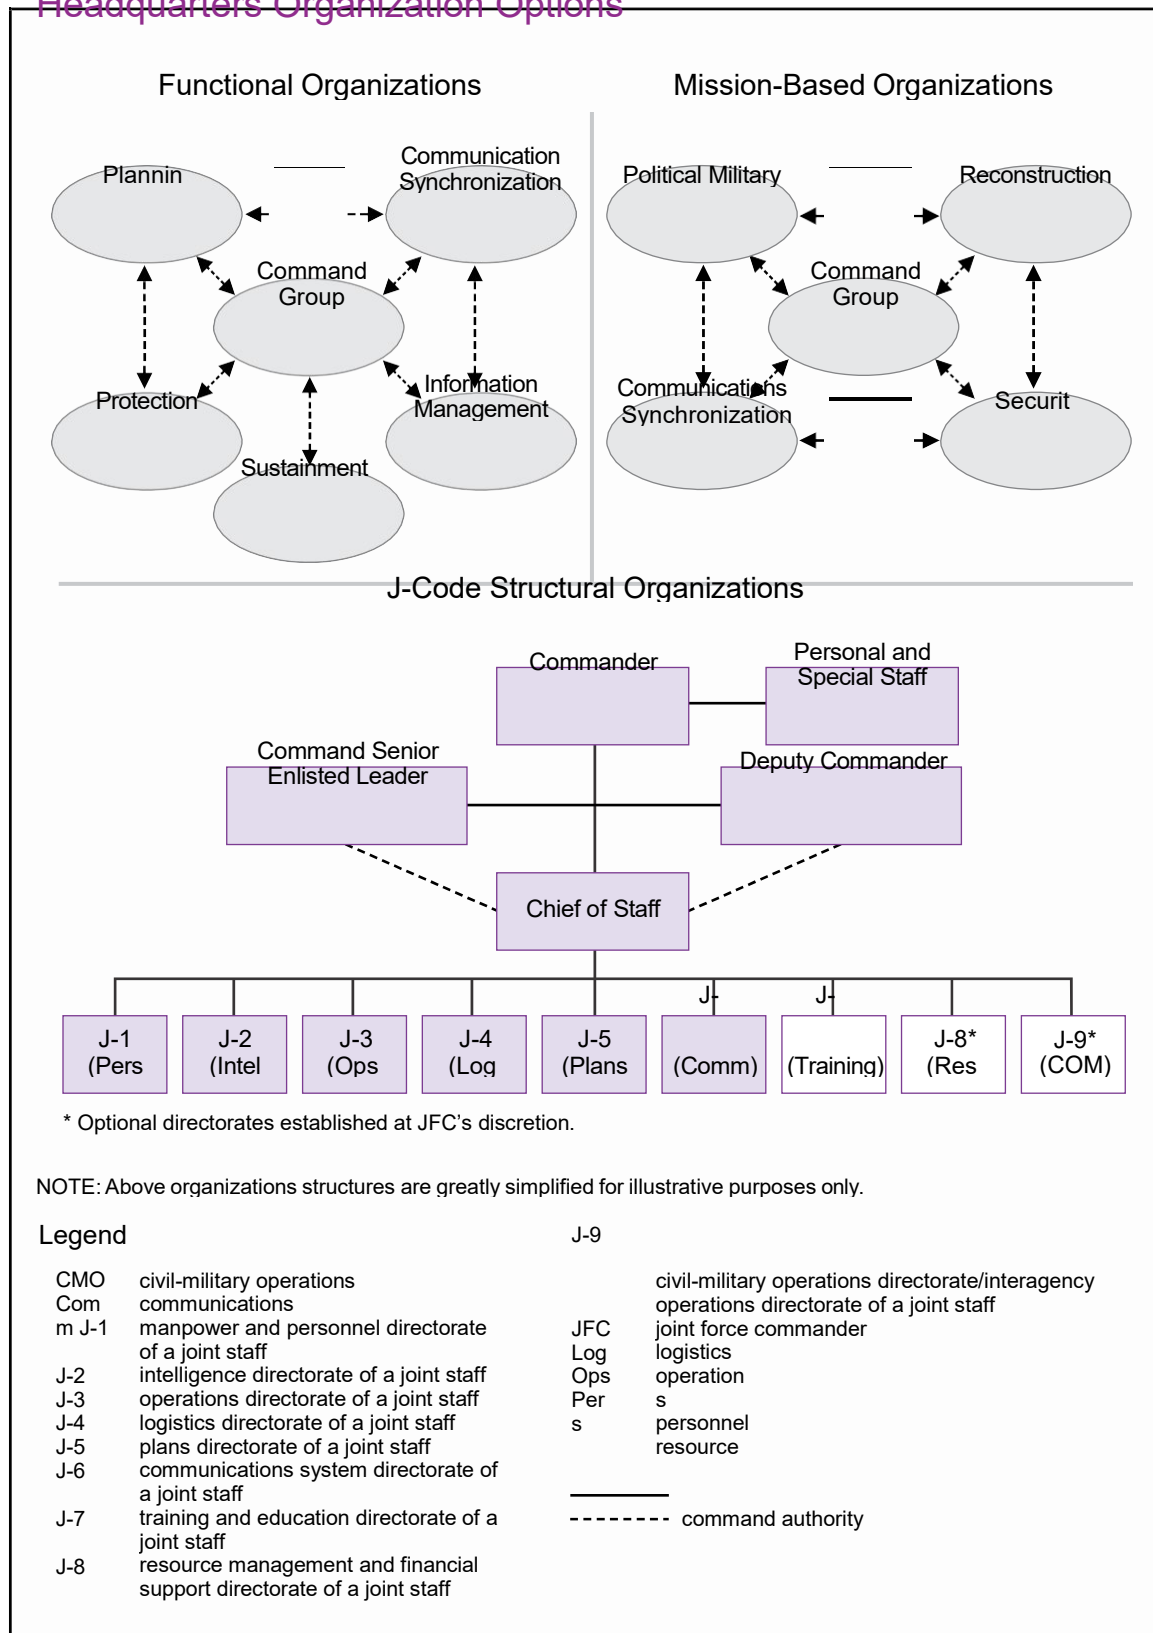 Headquarters Organization Options
Functional Organizations
Plannin
Communication
Synchronization
Command
Group
Protection
Information
Management
Sustainment
Mission-Based Organizations
Political Military
Reconstruction
Command
Group
Communications
Synchronization
Securit
J-Code Structural Organizations
Commander
Personal and
Special Staff
Command Senior
Enlisted Leader
Deputy Commander
Chief of Staff
J-1
(Pers
J-2
(Intel
J-3
(Ops
J-4
(Log
J-5
(Plans
J-
(Comm)
J-
(Training)
J-8*
(Res
J-9*
(COM)
* Optional directorates established at JFC's discretion.
NOTE: Above organizations structures are greatly simplified for illustrative purposes only.
Legend
CMO civil-military operations
Com communications
m J-1 manpower and personnel directorate
of a joint staff
J-2 intelligence directorate of a joint staff
J-3 operations directorate of a joint staff
J-4 logistics directorate of a joint staff
J-5 plans directorate of a joint staff
J-6 communications system directorate of
a joint staff
J-7 training and education directorate of a
joint staff
J-8 resource management and financial
support directorate of a joint staff
J-9
civil-military operations directorate/interagency
operations directorate of a joint staff
JFC joint force commander
Log logistics
Ops operation
Per s
s personnel
resource
command authority